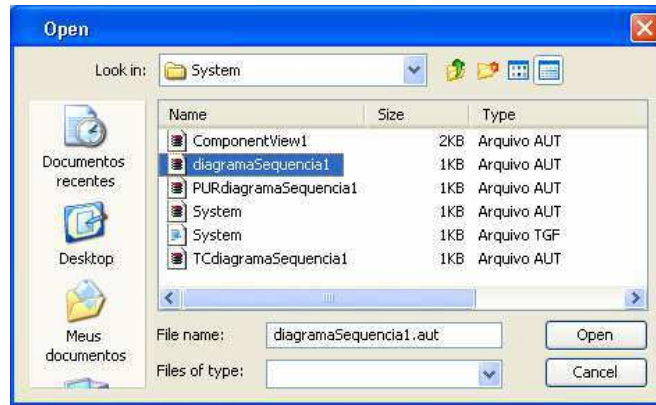 Open
Look in: System
Name Size Type
ComponentView1 2KB Arquivo AUT
diagramaSequencia1 1KB Arquivo AUT
PURdiagramaSequencia1 1KB Arquivo AUT
System 1KB Arquivo AUT
System 1KB Arquivo TGF
TCdiagramaSequencia1 1KB Arquivo AUT
Documentos
recentes
Desktop
Meus
documentos
File name: diagramaSequencia1.aut Open
Files of type: Cancel